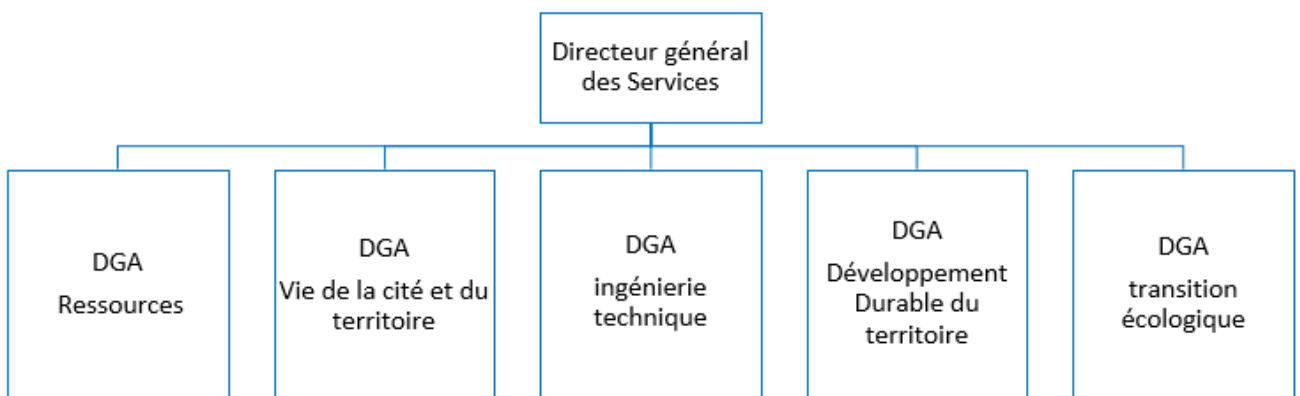 Directeur général
des Services
DGA
Ressources
DGA
Vie de la cité et du
territoire
DGA
ingénierie
technique
DGA
Développement
Durable du
territoire
DGA
transition
écologique